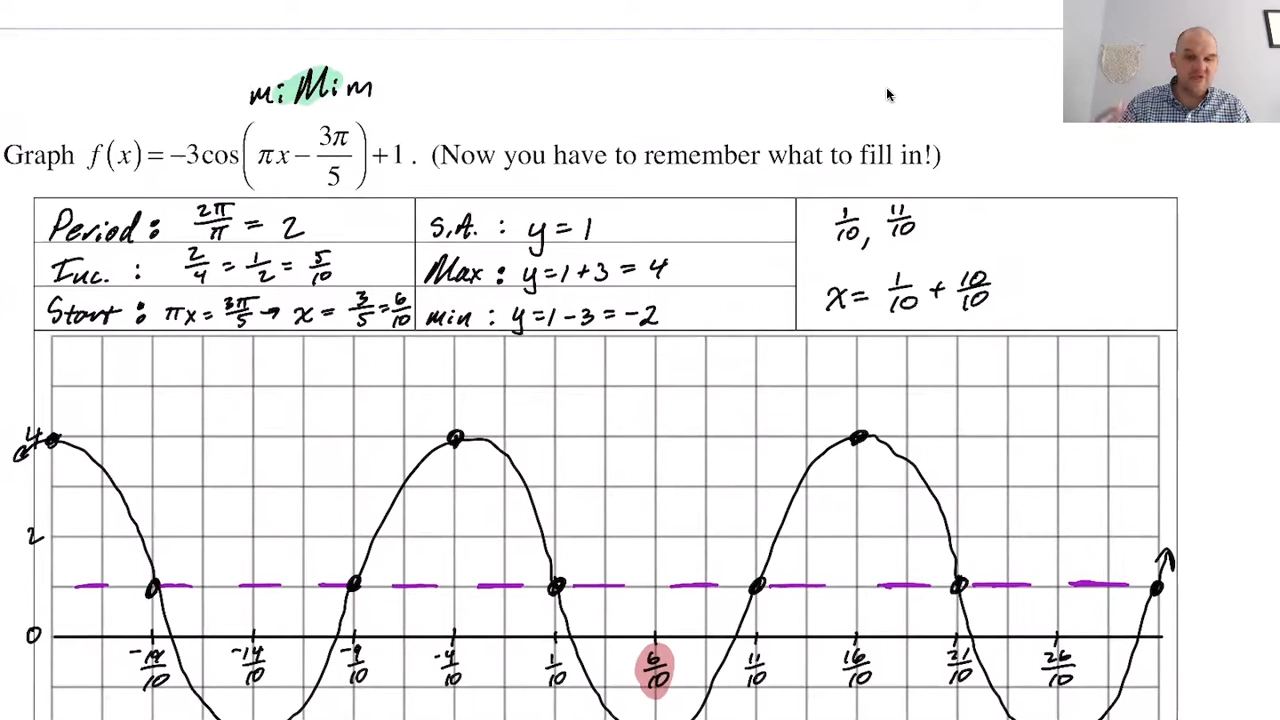 miMim
Graph f(x) = −3cos(πx − 3π/5) + 1. (Now you have to remember what to fill in!)
Period: 2π/π = 2
Inc. : 2/4 = 1/2 = 5/10
Start: πx = 3π/5 → x = 3/5 = 6/10
S.A. : y = 1
Max: y = 1 + 3 = 4
min: y = 1 − 3 = −2
1/10, 11/10
x = 1/10 + 10/10
4
2
0
-19/10 -14/10 -9/10 -4/10 1/10 6/10 11/10 16/10 21/10 26/10